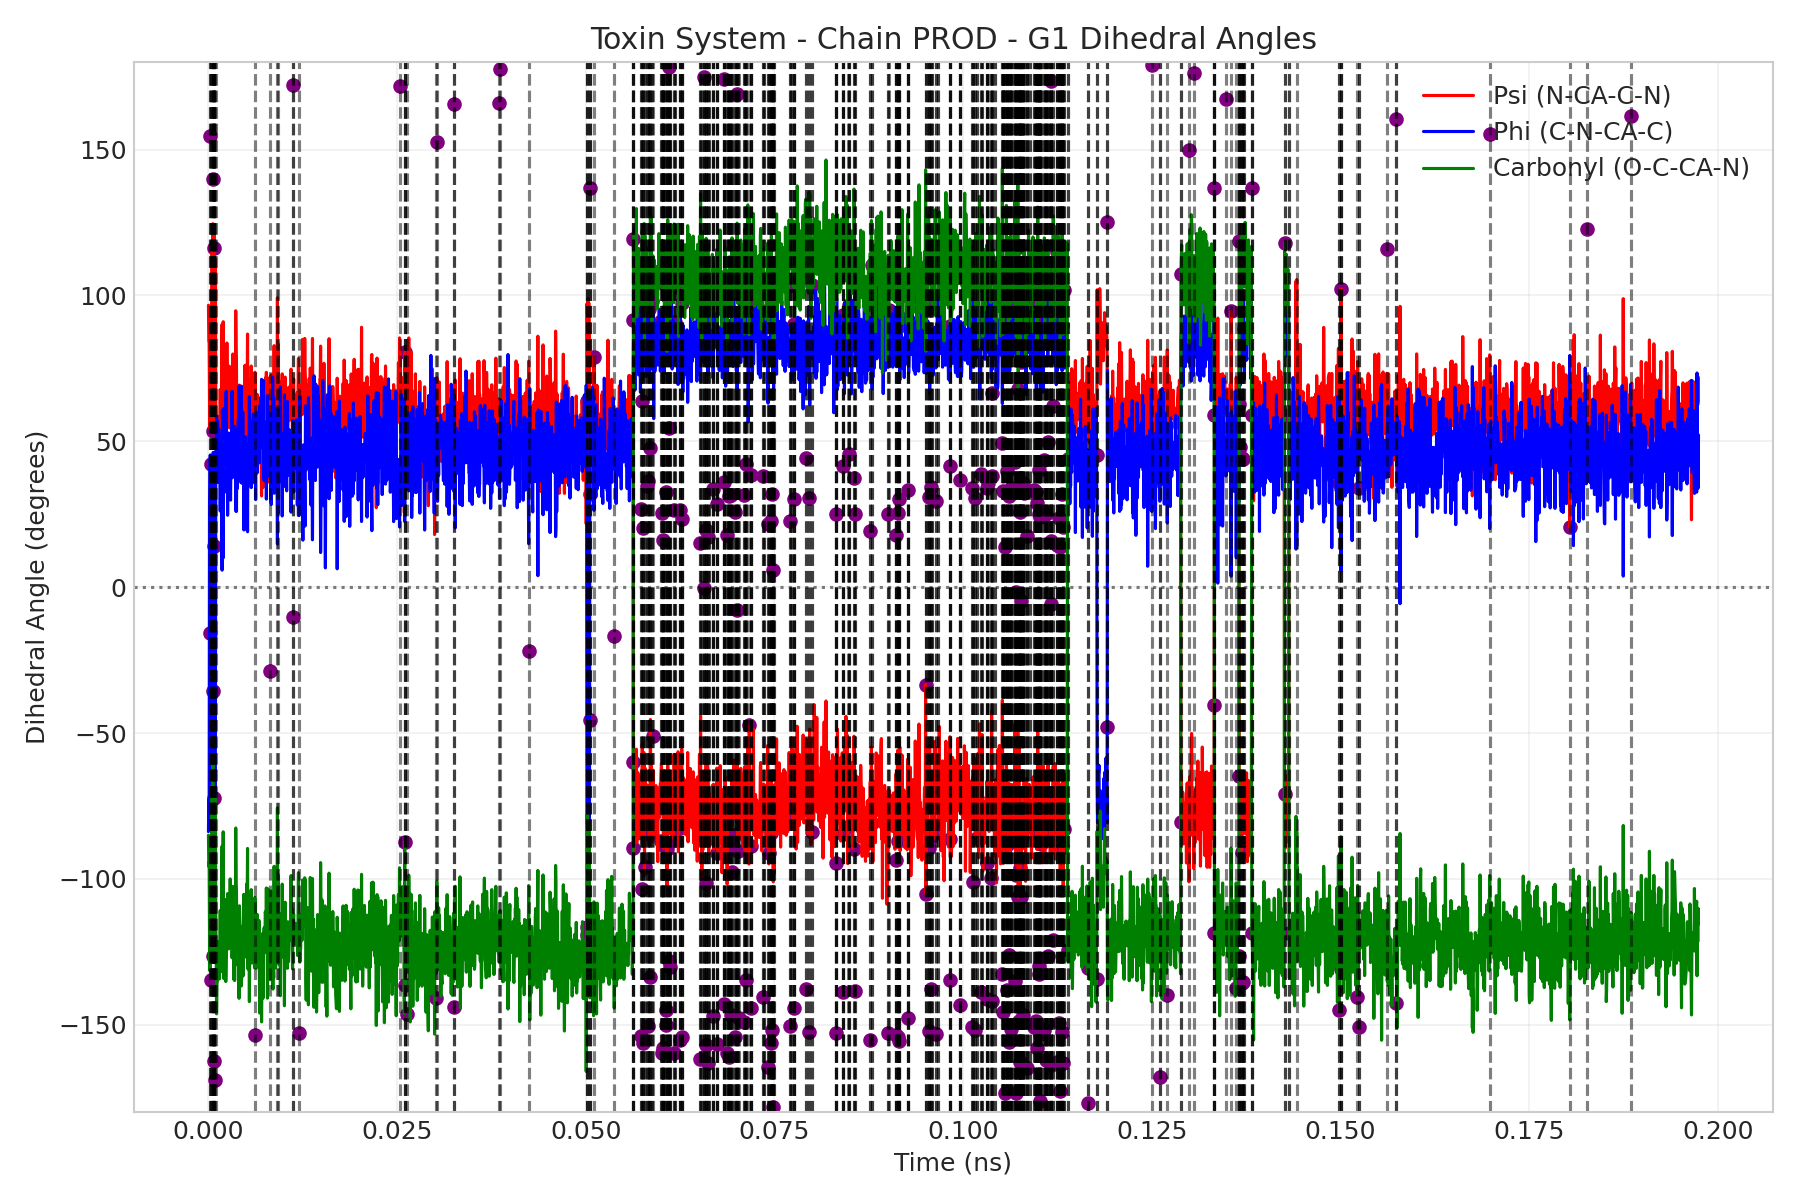 Toxin System - Chain PROD - G1 Dihedral Angles
Psi (N-CA-C-N)
Phi (C-N-CA-C)
Carbonyl (O-C-CA-N)
Dihedral Angle (degrees)
150
100
50
0
−50
−100
−150
0.000
0.025
0.050
0.075
0.100
0.125
0.150
0.175
0.200
Time (ns)